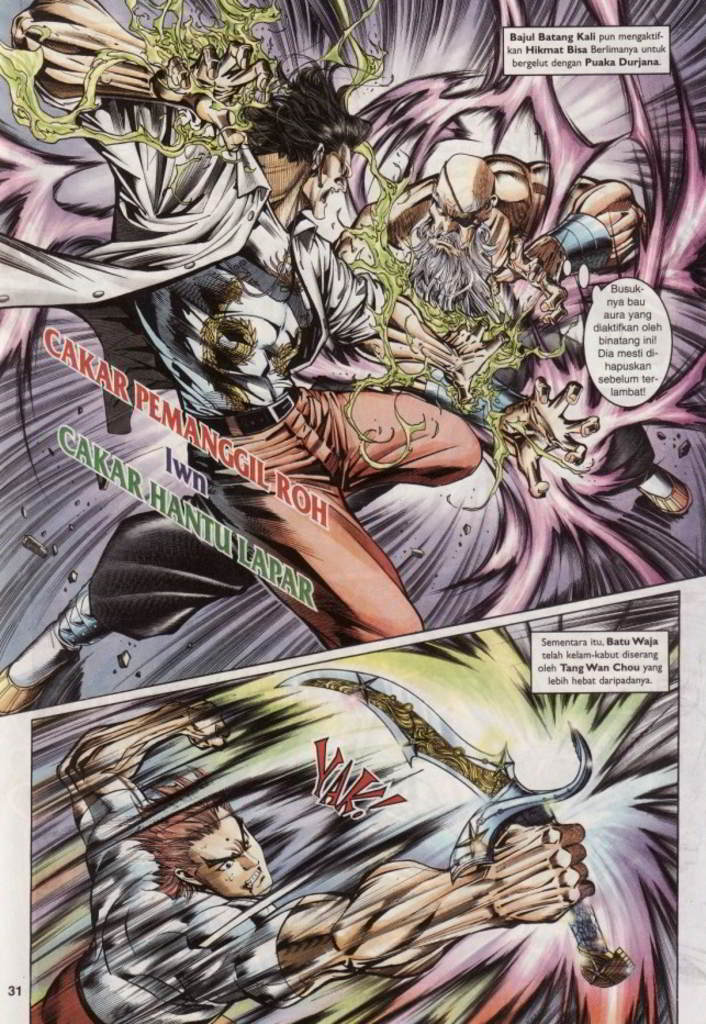 Bajul Batang Kali pun mengaktif-
kan Hikmat Bisa Berlimanya untuk
bergelut dengan Puaka Durjana.
Busuk-
nya bau
aura yang
diaktifkan oleh
binatang ini!
Dia mesti di-
hapuskan
sebelum ter-
lambat!
CAKAR PEMANGGIL ROH
lwn
CAKAR HANTU LAPAR
Sementara itu, Batu Waja
telah kelam-kabut diserang
oleh Tang Wan Chou yang
lebih hebat daripadanya.
YAK!
31